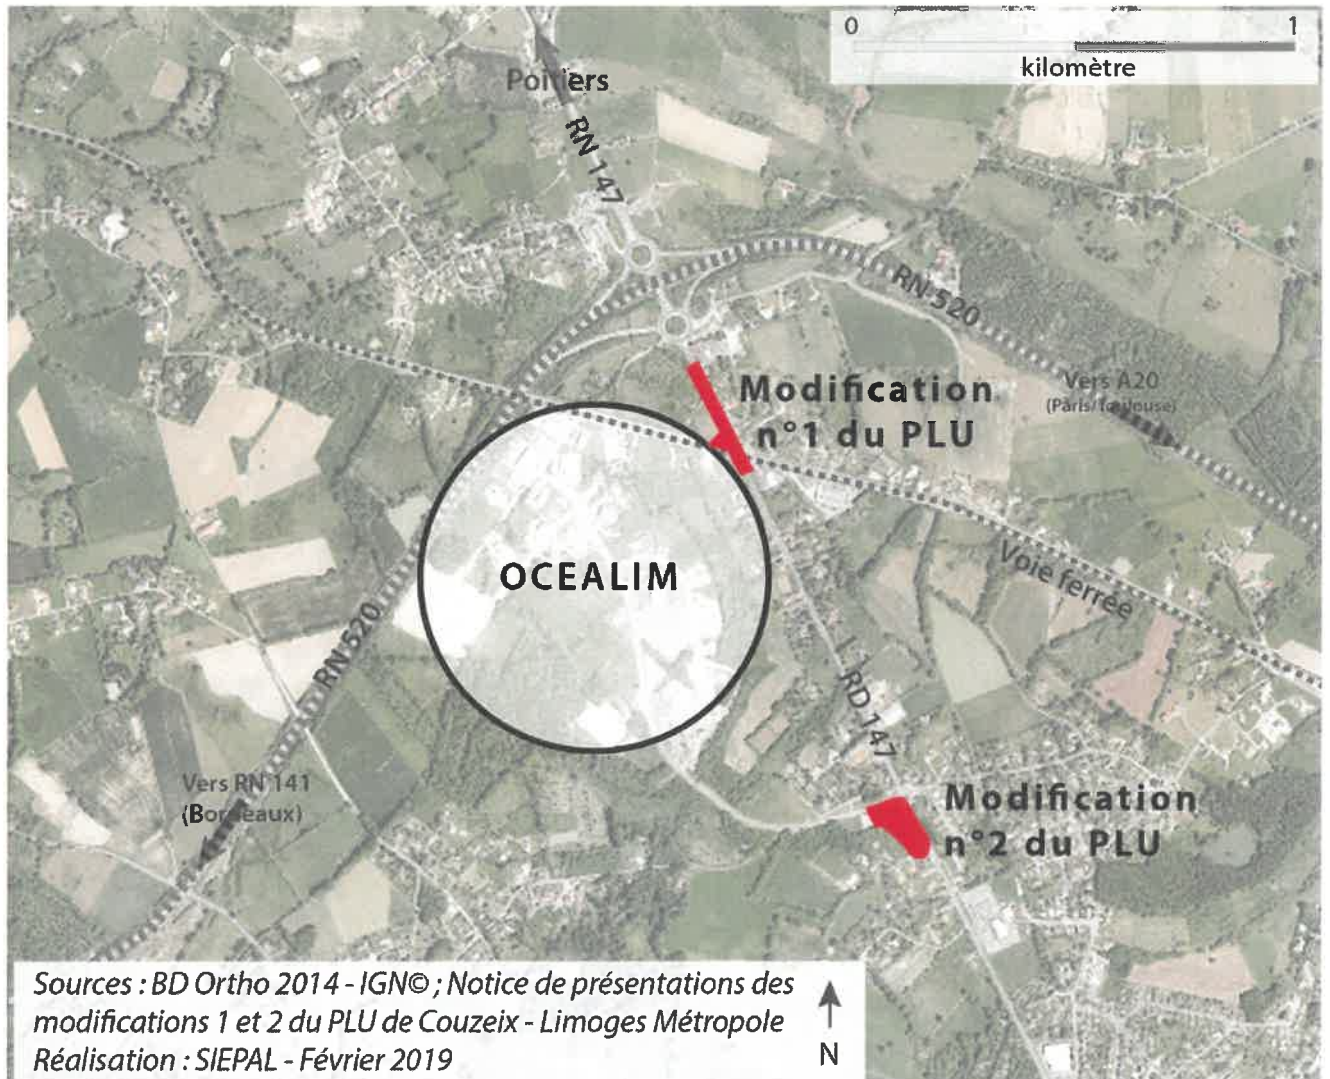 0 1
kilomètre
Poitiers
RN 147
RN 520
Vers A20
(Paris/Toulouse)
Modification
n°1 du PLU
OCEALIM
Voie ferrée
RN 520
RD 147
Vers RN 141
(Bordeaux)
Modification
n°2 du PLU
Sources : BD Ortho 2014 - IGN© ; Notice de présentations des
modifications 1 et 2 du PLU de Couzeix - Limoges Métropole
Réalisation : SIEPAL - Février 2019
N